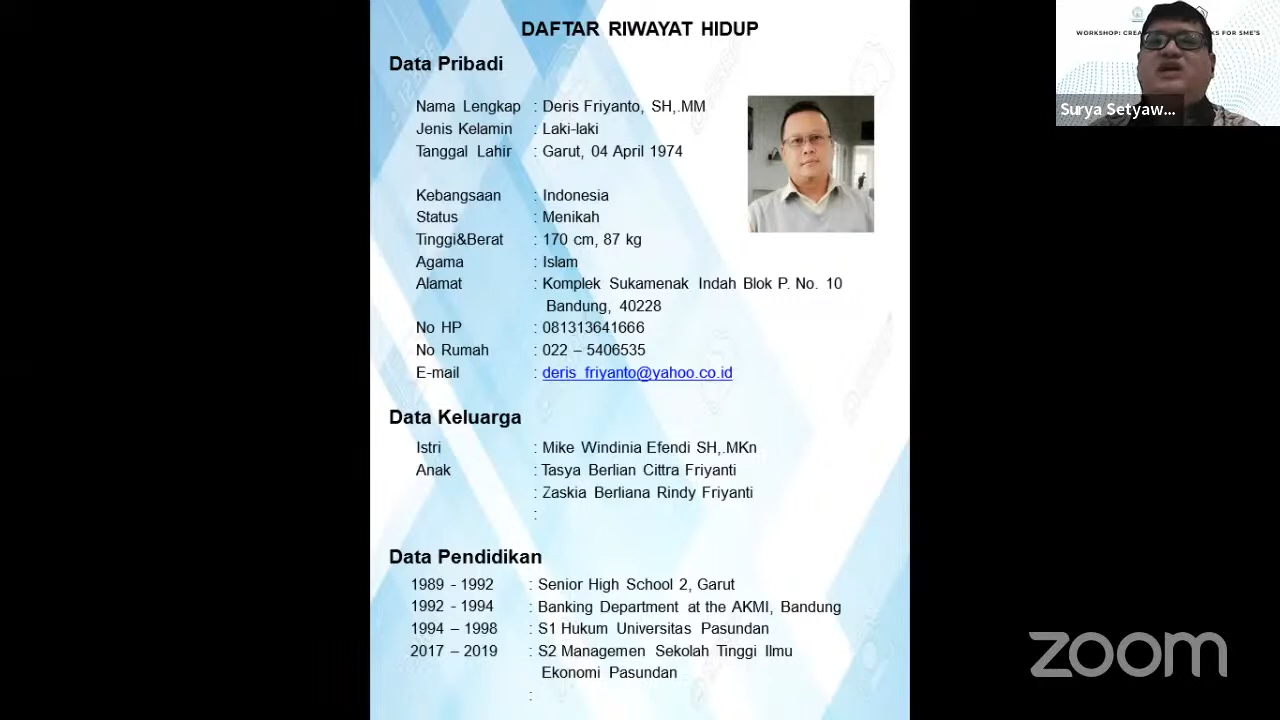 DAFTAR RIWAYAT HIDUP
Data Pribadi
Nama Lengkap : Deris Friyanto, SH,.MM
Jenis Kelamin : Laki-laki
Tanggal Lahir : Garut, 04 April 1974
Kebangsaan : Indonesia
Status : Menikah
Tinggi&Berat : 170 cm, 87 kg
Agama : Islam
Alamat : Komplek Sukamenak Indah Blok P. No. 10
Bandung, 40228
No HP : 081313641666
No Rumah : 022 – 5406535
E-mail : deris_friyanto@yahoo.co.id
Data Keluarga
Istri : Mike Windinia Efendi SH,.MKn
Anak : Tasya Berlian Cittra Friyanti
: Zaskia Berliana Rindy Friyanti
:
Data Pendidikan
1989 - 1992 : Senior High School 2, Garut
1992 - 1994 : Banking Department at the AKMI, Bandung
1994 – 1998 : S1 Hukum Universitas Pasundan
2017 – 2019 : S2 Managemen Sekolah Tinggi Ilmu
Ekonomi Pasundan
:
WORKSHOP: FOR SME'S
Surya Setyaw...
zoom